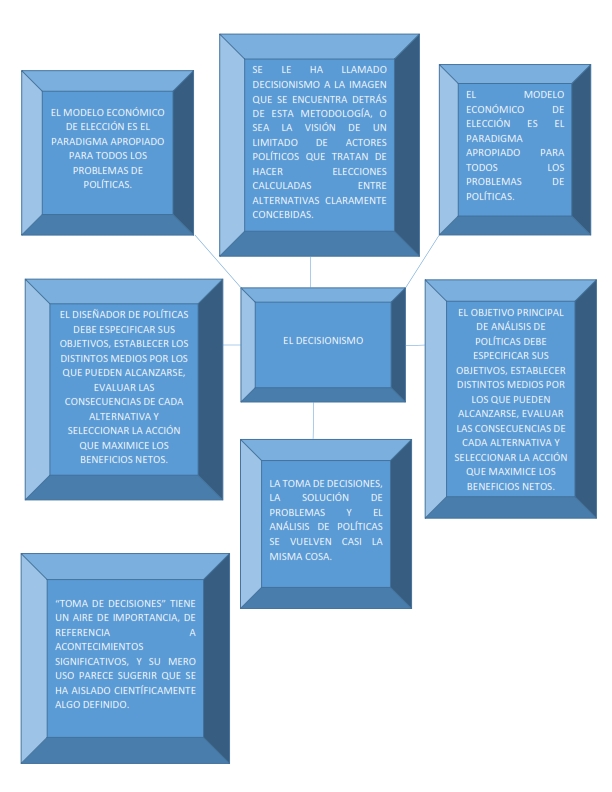 EL MODELO ECONÓMICO
DE ELECCIÓN ES EL
PARADIGMA APROPIADO
PARA TODOS LOS
PROBLEMAS DE
POLÍTICAS.
SE LE HA LLAMADO
DECISIONISMO A LA IMAGEN
QUE SE ENCUENTRA DETRÁS
DE ESTA METODOLOGÍA, O
SEA LA VISIÓN DE UN
LIMITADO DE ACTORES
POLÍTICOS QUE TRATAN DE
HACER ELECCIONES
CALCULADAS ENTRE
ALTERNATIVAS CLARAMENTE
CONCEBIDAS.
EL MODELO
ECONÓMICO DE
ELECCIÓN ES EL
PARADIGMA
APROPIADO PARA
TODOS LOS
PROBLEMAS DE
POLÍTICAS.
EL DISEÑADOR DE POLÍTICAS
DEBE ESPECIFICAR SUS
OBJETIVOS, ESTABLECER LOS
DISTINTOS MEDIOS POR LOS
QUE PUEDEN ALCANZARSE,
EVALUAR LAS
CONSECUENCIAS DE CADA
ALTERNATIVA Y
SELECCIONAR LA ACCIÓN
QUE MAXIMICE LOS
BENEFICIOS NETOS.
EL DECISIONISMO
EL OBJETIVO PRINCIPAL
DE ANÁLISIS DE
POLÍTICAS DEBE
ESPECIFICAR SUS
OBJETIVOS, ESTABLECER
DISTINTOS MEDIOS POR
LOS QUE PUEDEN
ALCANZARSE, EVALUAR
LAS CONSECUENCIAS DE
CADA ALTERNATIVA Y
SELECCIONAR LA ACCIÓN
QUE MAXIMICE LOS
BENEFICIOS NETOS.
LA TOMA DE DECISIONES,
LA SOLUCIÓN DE
PROBLEMAS Y EL
ANÁLISIS DE POLÍTICAS
SE VUELVEN CASI LA
MISMA COSA.
"TOMA DE DECISIONES" TIENE
UN AIRE DE IMPORTANCIA, DE
REFERENCIA A
ACONTECIMIENTOS
SIGNIFICATIVOS, Y SU MERO
USO PARECE SUGERIR QUE SE
HA AISLADO CIENTÍFICAMENTE
ALGO DEFINIDO.